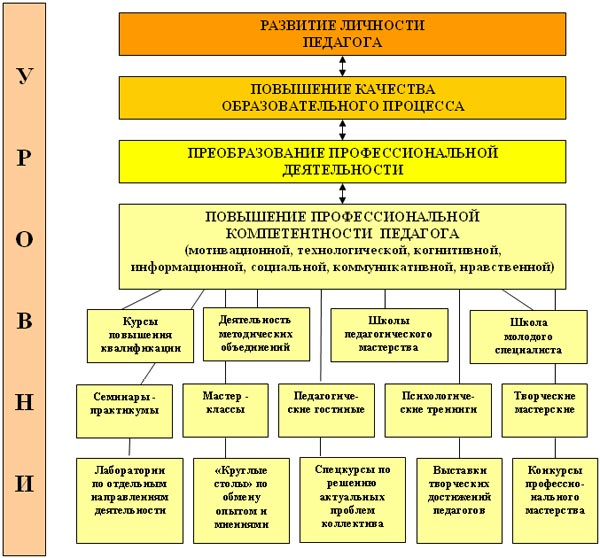 У
Р
О
В
Н
И
РАЗВИТИЕ ЛИЧНОСТИ
ПЕДАГОГА
ПОВЫШЕНИЕ КАЧЕСТВА
ОБРАЗОВАТЕЛЬНОГО ПРОЦЕССА
ПРЕОБРАЗОВАНИЕ ПРОФЕССИОНАЛЬНОЙ
ДЕЯТЕЛЬНОСТИ
ПОВЫШЕНИЕ ПРОФЕССИОНАЛЬНОЙ
КОМПЕТЕНТНОСТИ ПЕДАГОГА
(мотивационной, технологической, когнитивной,
информационной, социальной, коммуникативной, нравственной)
Курсы
повышения
квалификации
Деятельность
методических
объединений
Школы
педагогического
мастерства
Школа
молодого
специалиста
Семинары -
практикумы
Мастер -
классы
Педагогиче-
ские гостиные
Психологиче-
ские тренинги
Творческие
мастерские
Лаборатории
по отдельным
направлениям
деятельности
«Круглые
столы» по
обмену
опытом и
мнениями
Спецкурсы по
решению
актуальных
проблем
коллектива
Выставки
творческих
достижений
педагогов
Конкурсы
профессио-
нального
мастерства